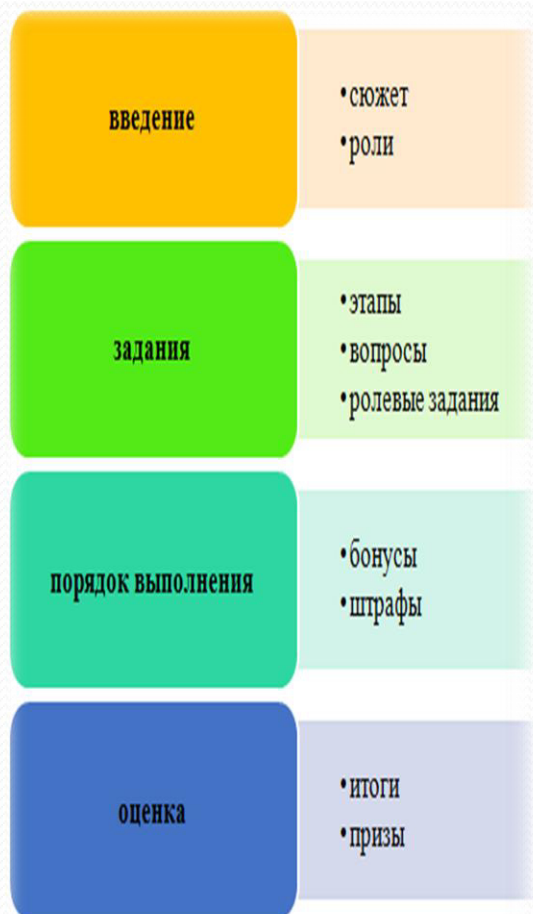 введение
•сюжет
•роли
задания
•этапы
•вопросы
•ролевые задания
порядок выполнения
•бонусы
•штрафы
оценка
•итоги
•призы